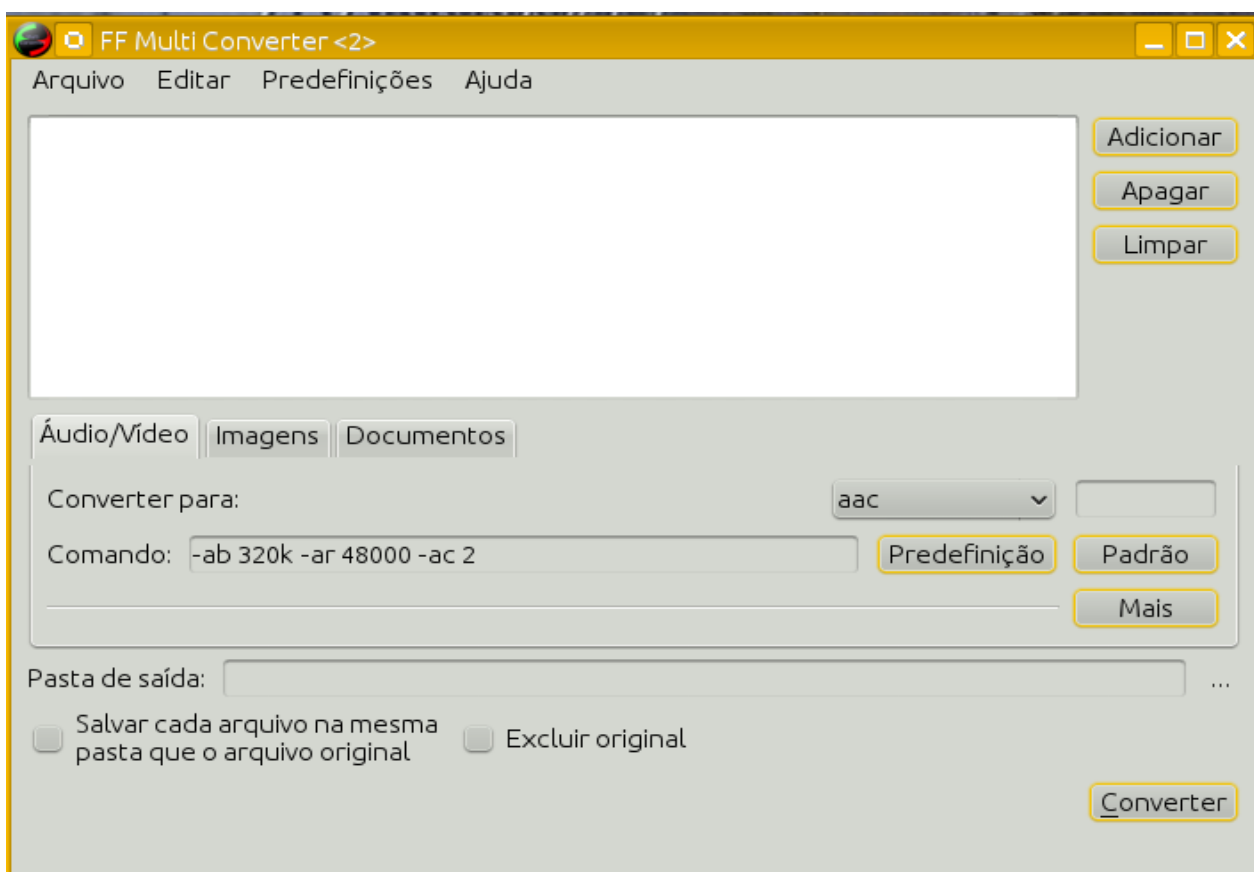 FF Multi Converter <2>
Arquivo Editar Predefinições Ajuda
Adicionar
Apagar
Limpar
Áudio/Vídeo Imagens Documentos
Converter para: aac
Comando: -ab 320k -ar 48000 -ac 2 Predefinição Padrão
Mais
Pasta de saída: ...
Salvar cada arquivo na mesma
pasta que o arquivo original
Excluir original
Converter